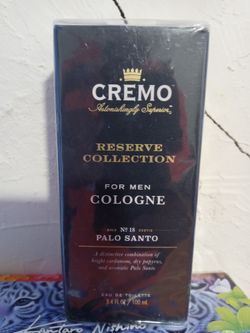 CREMO
Astonishingly Superior
RESERVE
COLLECTION
FOR MEN
COLOGNE
Nº 18
PALO SANTO
A distinctive combination of
bright cardamom, dry papyrus,
and aromatic Palo Santo
EAU DE TOILETTE
3.4 fl oz / 100 mL
Nishino